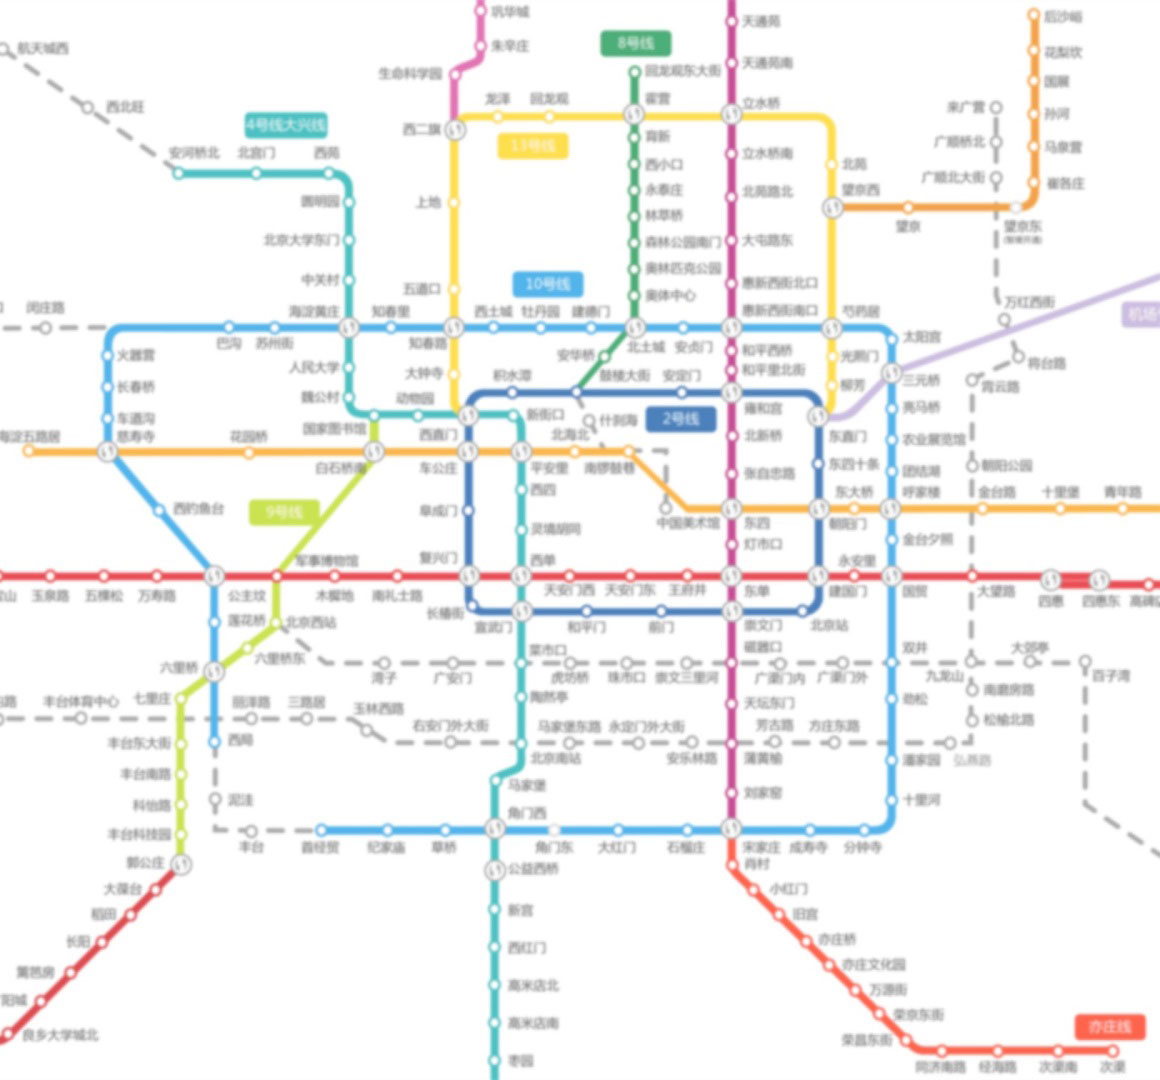 巩华城
天通苑
后沙峪
航天城西
朱辛庄
8号线
花梨坎
生命科学园
回龙观东大街
天通苑南
国展
西北旺
龙泽
回龙观
霍营
立水桥
来广营
孙河
4号线大兴线
西二旗
13号线
育新
广顺桥北
马泉营
安河桥北
北宫门
西苑
西小口
立水桥南
北苑
广顺北大街
崔各庄
圆明园
上地
永泰庄
北苑路北
望京西
林萃桥
望京
望京东
(暂缓开通)
北京大学东门
森林公园南门
大屯路东
奥林匹克公园
中关村
五道口
10号线
奥体中心
惠新西街北口
万红西街
闵庄路
海淀黄庄
知春里
西土城
牡丹园
建德门
惠新西街南口
芍药居
机场
巴沟
苏州街
知春路
北土城
安贞门
太阳宫
火器营
安华桥
和平西桥
光熙门
将台路
人民大学
大钟寺
积水潭
鼓楼大街
安定门
和平里北街
柳芳
三元桥
霄云路
长春桥
魏公村
动物园
新街口
什刹海
2号线
雍和宫
亮马桥
车道沟
国家图书馆
西直门
北海北
北新桥
东直门
农业展览馆
海淀五路居
慈寿寺
花园桥
白石桥南
车公庄
平安里
南锣鼓巷
张自忠路
东四十条
团结湖
朝阳公园
西钓鱼台
9号线
阜成门
西四
中国美术馆
东四
东大桥
朝阳门
呼家楼
金台路
十里堡
青年路
灵境胡同
灯市口
金台夕照
军事博物馆
复兴门
西单
天安门西
天安门东
王府井
东单
永安里
建国门
国贸
大望路
四惠
四惠东
高碑店
玉泉路
五棵松
万寿路
公主坟
木樨地
南礼士路
长椿街
宣武门
和平门
前门
崇文门
北京站
莲花桥
北京西站
六里桥
六里桥东
菜市口
磁器口
双井
大郊亭
湾子
广安门
虎坊桥
珠市口
崇文三里河
广渠门内
广渠门外
九龙山
百子湾
丰台体育中心
七里庄
丽泽路
三路居
玉林西路
陶然亭
天坛东门
劲松
南磨房路
丰台东大街
西局
右安门外大街
马家堡东路
永定门外大街
芳古路
方庄东路
松榆北路
北京南站
安乐林路
蒲黄榆
潘家园
弘燕路
丰台南路
科怡路
泥洼
马家堡
刘家窑
十里河
丰台科技园
角门西
丰台
首经贸
纪家庙
草桥
角门东
大红门
石榴庄
宋家庄
成寿寺
分钟寺
郭公庄
公益西桥
肖村
大葆台
小红门
稻田
新宫
旧宫
长阳
西红门
亦庄桥
篱笆房
高米店北
亦庄文化园
阳城
万源街
良乡大学城北
高米店南
荣京东街
亦庄线
荣昌东街
枣园
同济南路
经海路
次渠南
次渠